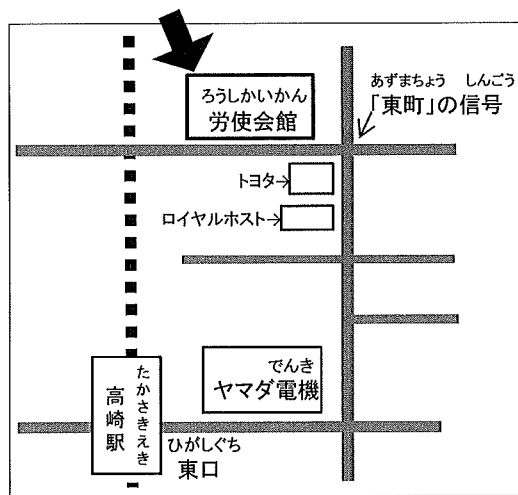 ろうしかいかん
労使会館
あずまちょう しんごう
「東町」の信号
トヨタ→
ロイヤルホスト→
でんき
ヤマダ電機
たかさきえき
高崎駅
ひがしぐち
東口